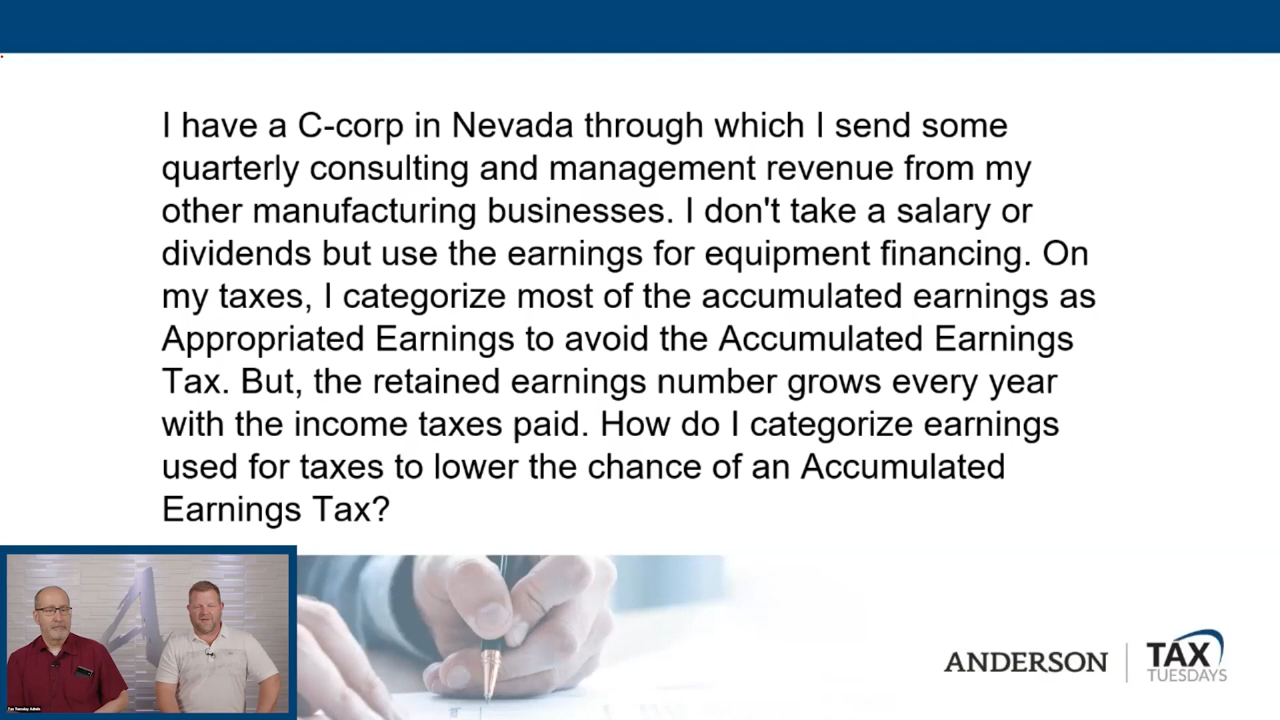 I have a C-corp in Nevada through which I send some
quarterly consulting and management revenue from my
other manufacturing businesses. I don't take a salary or
dividends but use the earnings for equipment financing. On
my taxes, I categorize most of the accumulated earnings as
Appropriated Earnings to avoid the Accumulated Earnings
Tax. But, the retained earnings number grows every year
with the income taxes paid. How do I categorize earnings
used for taxes to lower the chance of an Accumulated
Earnings Tax?
ANDERSON
TAX
TUESDAYS
Tax Tuesday Admin